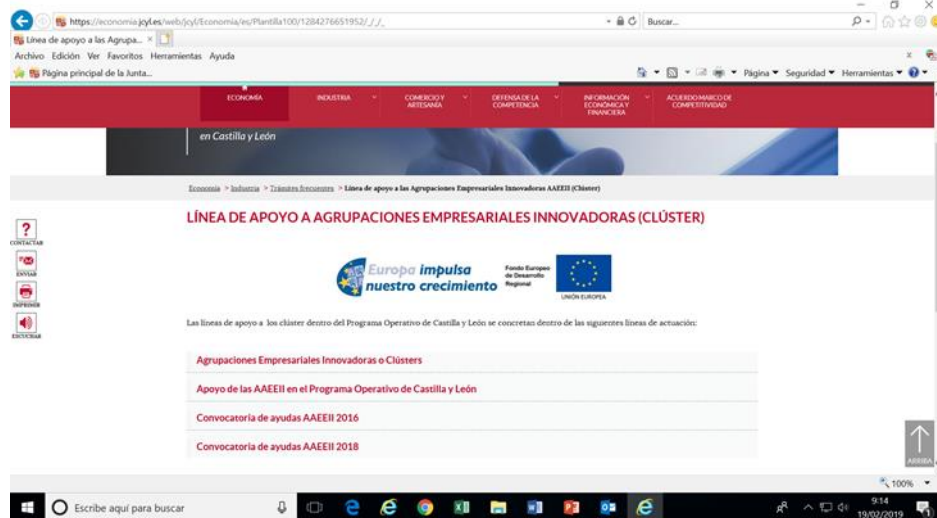 https://economia.jcyl.es/web/jcyl/Economia/es/Plantilla100/1284276651952/_/_/_
Buscar...
Línea de apoyo a las Agrupa...
Archivo Edición Ver Favoritos Herramientas Ayuda
Página principal de la Junta...
Página Seguridad Herramientas
ECONOMÍA
INDUSTRIA
COMERCIO Y
ARTESANÍA
DEFENSA DE LA
COMPETENCIA
INFORMACIÓN
ECONÓMICA Y
FINANCIERA
ACUERDO MARCO DE
COMPETITIVIDAD
en Castilla y León
Economía > Industria > Trámites frecuentes > Línea de apoyo a las Agrupaciones Empresariales Innovadoras AAEEII (Clúster)
LÍNEA DE APOYO A AGRUPACIONES EMPRESARIALES INNOVADORAS (CLÚSTER)
CONTACTAR
ENVIAR
IMPRIMIR
ESCUCHAR
Europa impulsa
nuestro crecimiento
Fondo Europeo
de Desarrollo
Regional
UNIÓN EUROPEA
Las líneas de apoyo a los clúster dentro del Programa Operativo de Castilla y León se concretan dentro de las siguientes líneas de actuación:
Agrupaciones Empresariales Innovadoras o Clústers
Apoyo de las AAEEII en el Programa Operativo de Castilla y León
Convocatoria de ayudas AAEEII 2016
Convocatoria de ayudas AAEEII 2018
ARRIBA
100%
Escribe aquí para buscar
9:14
19/02/2019